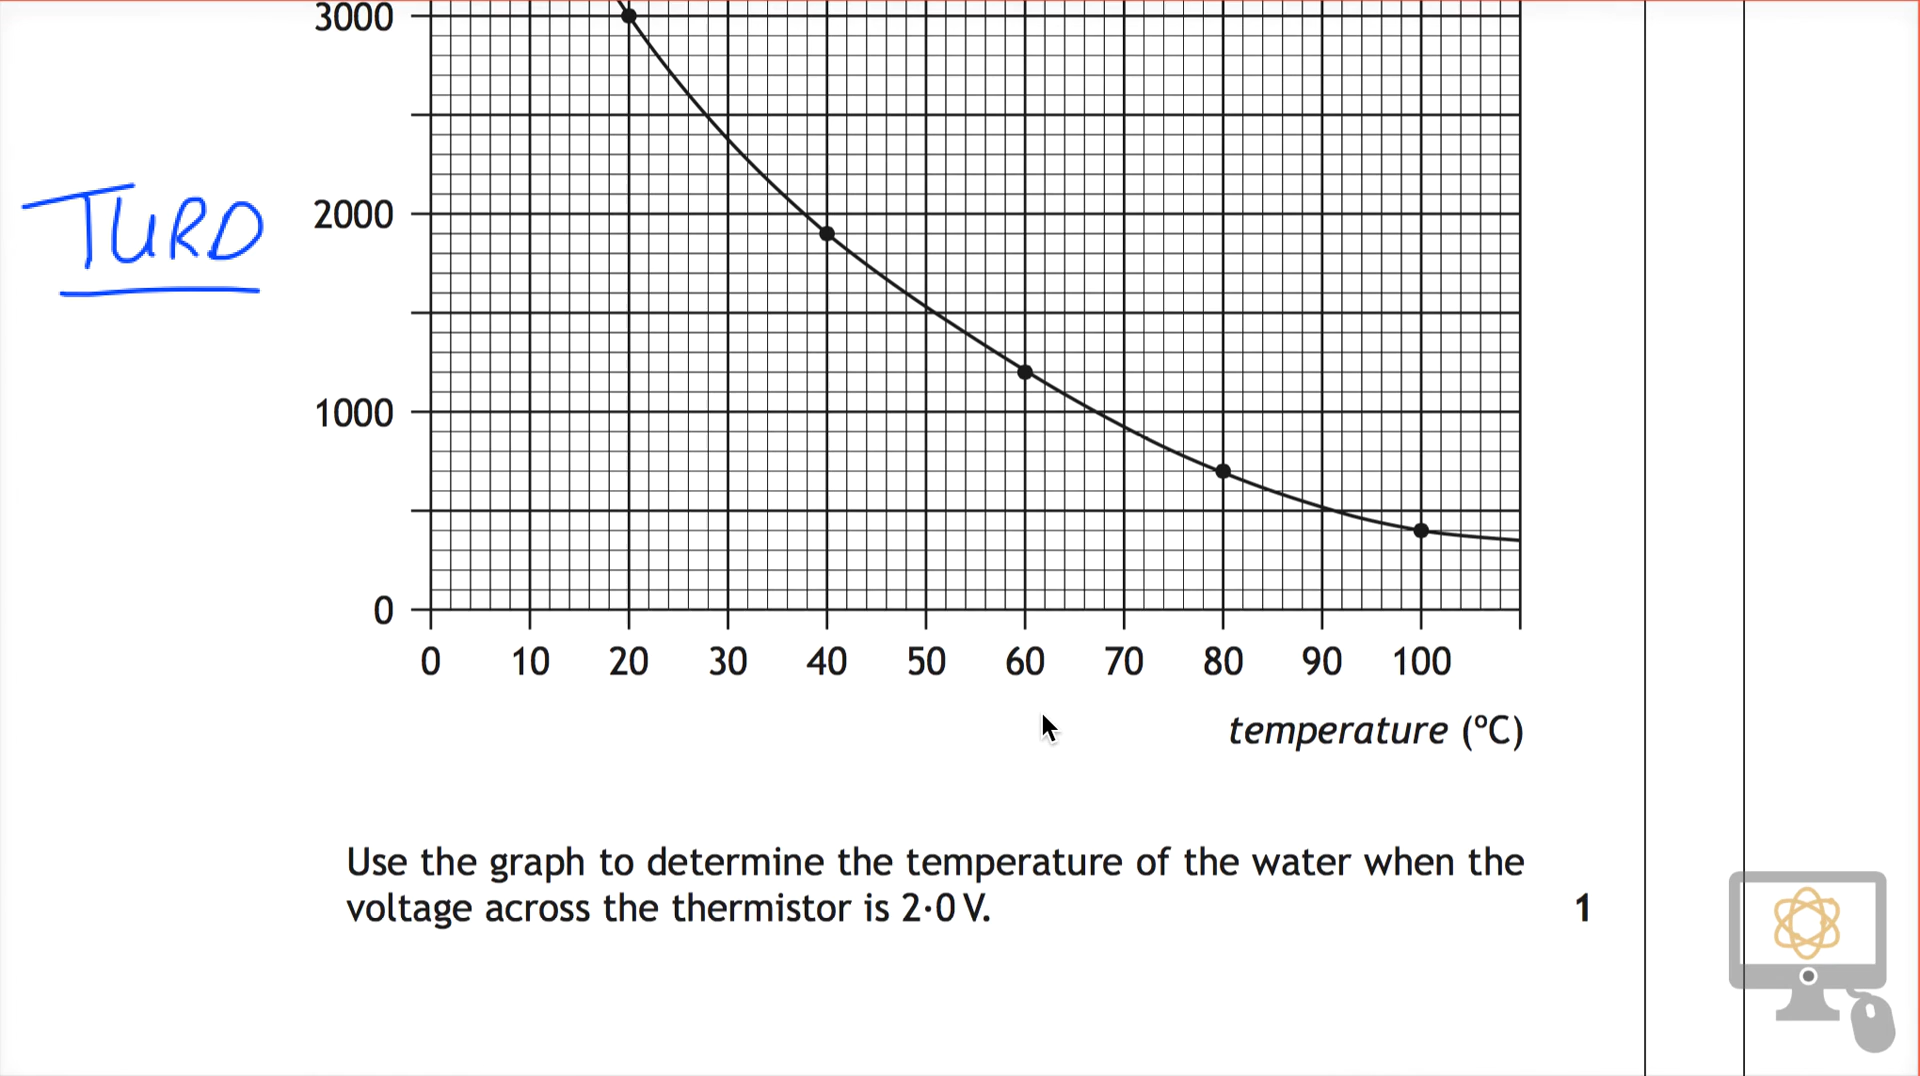 3000
TURD
2000
1000
0
0 10 20 30 40 50 60 70 80 90 100
temperature (ºC)
Use the graph to determine the temperature of the water when the
voltage across the thermistor is 2·0 V.
1